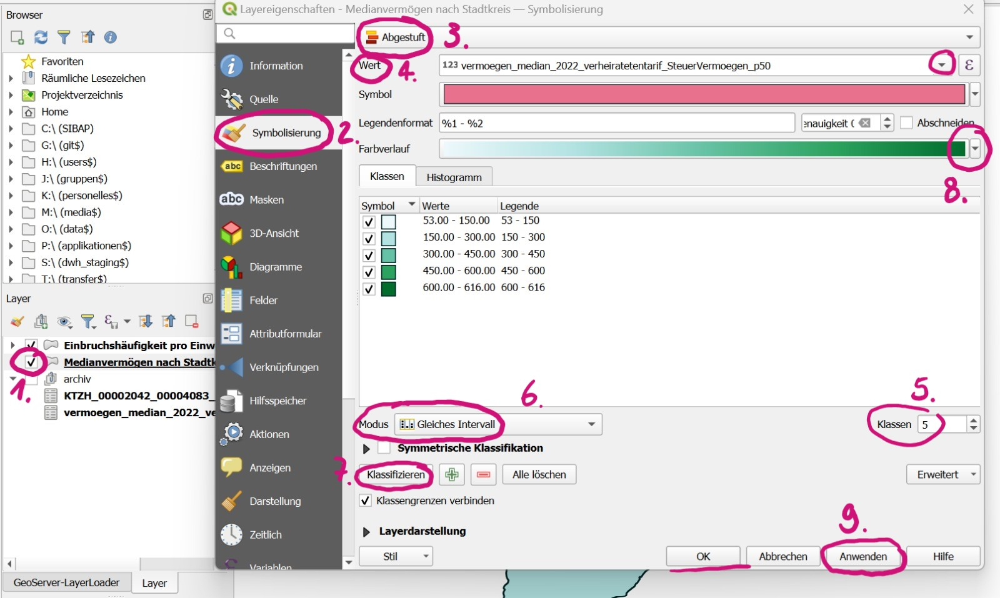 Browser
Favoriten
Räumliche Lesezeichen
Projektverzeichnis
Home
C:\ (SIBAP)
G:\ (git$)
H:\ (users$)
J:\ (gruppen$)
K:\ (personelles$)
M:\ (media$)
O:\ (data$)
P:\ (applikationen$)
S:\ (dwh_staging$)
T:\ (transfer$)
Layer
Einbruchshäufigkeit pro Einw
Medianvermögen nach Stadtk
1.
archiv
KTZH_00002042_00004083_
vermoegen_median_2022_ve
GeoServer-LayerLoader
Layer
Layereigenschaften - Medianvermögen nach Stadtkreis — Symbolisierung
Information
Quelle
Symbolisierung
2.
abc Beschriftungen
abc Masken
3D-Ansicht
Diagramme
Felder
Attributformular
Verknüpfungen
Hilfsspeicher
Aktionen
Anzeigen
Darstellung
Zeitlich
Variablen
Abgestuft 3.
Wert 4. 123 vermoegen_median_2022_verheiratetentarif_SteuerVermoegen_p50 ε
Symbol
Legendenformat %1 - %2 enauigkeit 0 Abschneiden
Farbverlauf
8.
Klassen Histogramm
Symbol Werte Legende
53.00 - 150.00 53 - 150
150.00 - 300.00 150 - 300
300.00 - 450.00 300 - 450
450.00 - 600.00 450 - 600
600.00 - 616.00 600 - 616
6. 5.
Modus Gleiches Intervall Klassen 5
Symmetrische Klassifikation
7. Klassifizieren Alle löschen Erweitert
Klassengrenzen verbinden
9.
Layerdarstellung
Stil OK Abbrechen Anwenden Hilfe